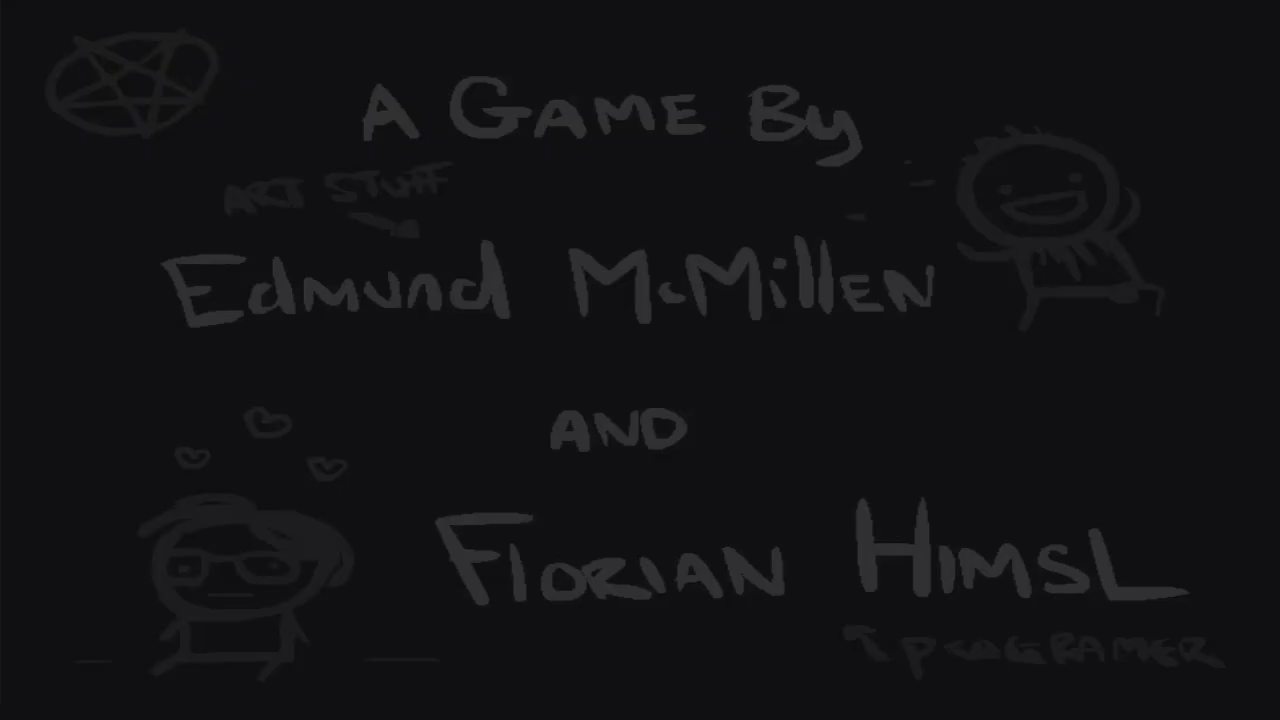 A GAME By
ART STUFF
Edmund McMillEN
AND
FlORIAN HIMSL
PROGRAMER